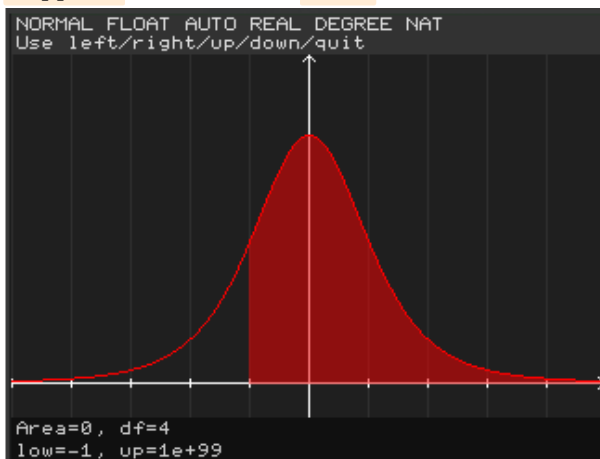 NORMAL FLOAT AUTO REAL DEGREE NAT
Use left/right/up/down/quit
Area=0, df=4
low=-1, up=1e+99